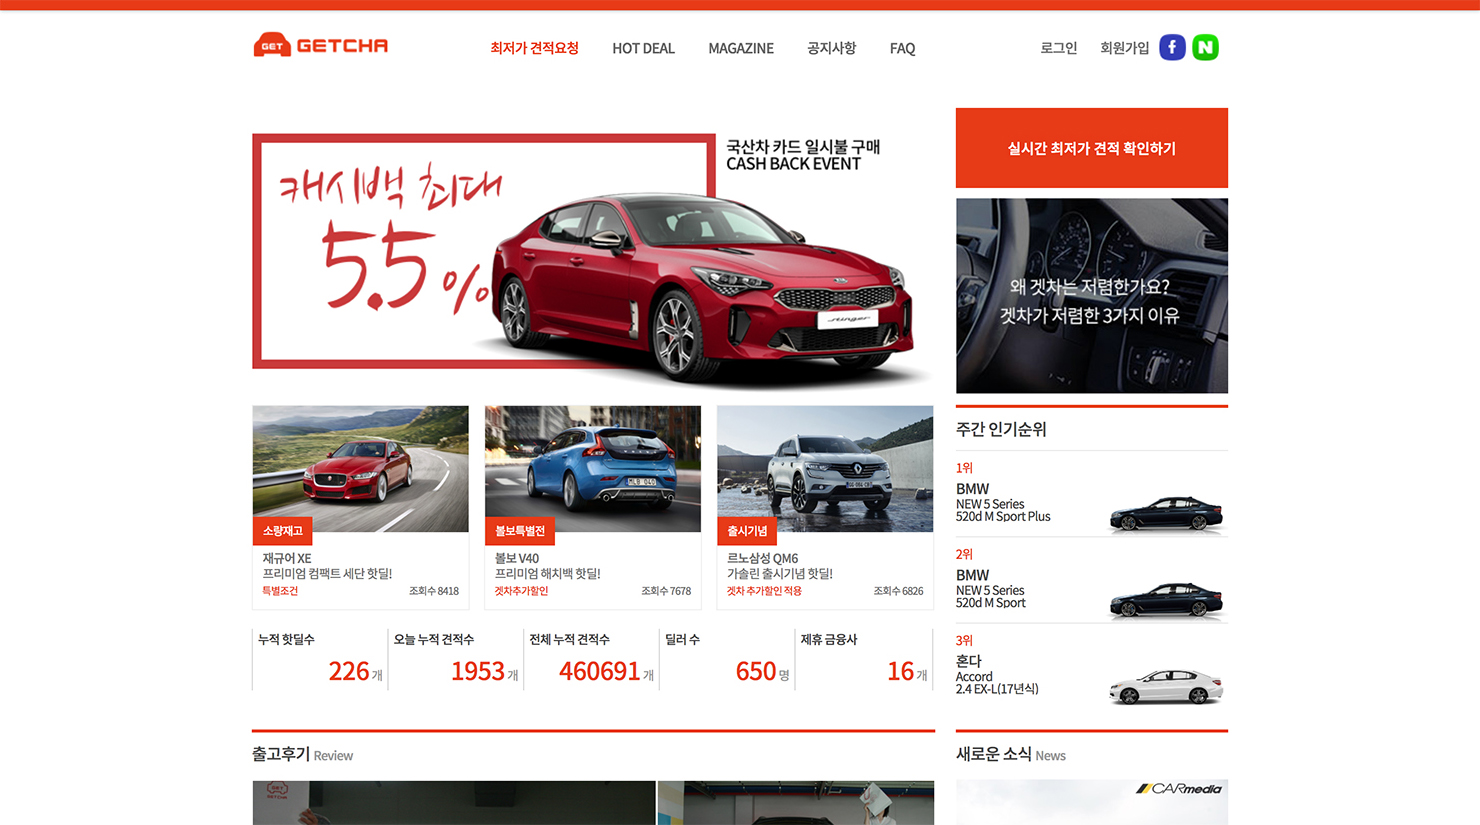 GET GETCHA
최저가 견적요청 HOT DEAL MAGAZINE 공지사항 FAQ
로그인 회원가입 f N
캐시백 최대
5.5%
국산차 카드 일시불 구매
CASH BACK EVENT
stinger
실시간 최저가 견적 확인하기
왜 겟차는 저렴한가요?
겟차가 저렴한 3가지 이유
소량재고
재규어 XE
프리미엄 컴팩트 세단 핫딜!
특별조건 조회수 8418
볼보특별전
볼보 V40
프리미엄 해치백 핫딜!
겟차추가할인 조회수 7678
출시기념
르노삼성 QM6
가솔린 출시기념 핫딜!
겟차 추가할인 적용 조회수 6826
주간 인기순위
1위
BMW
NEW 5 Series
520d M Sport Plus
2위
BMW
NEW 5 Series
520d M Sport
3위
혼다
Accord
2.4 EX-L(17년식)
누적 핫딜수
226 개
오늘 누적 견적수
1953 개
전체 누적 견적수
460691 개
딜러 수
650 명
제휴 금융사
16 개
출고후기 Review
GET
GETCHA
새로운 소식 News
CARmedia